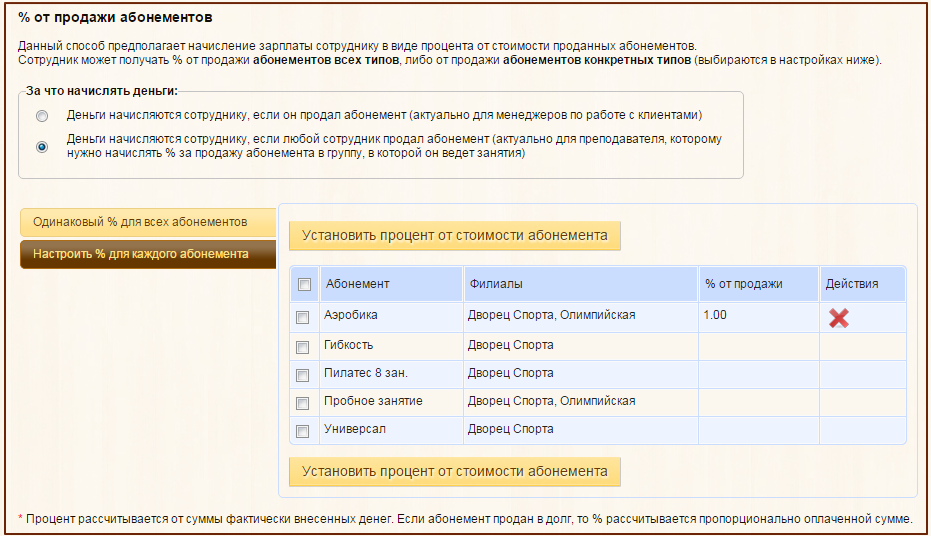 % от продажи абонементов
Данный способ предполагает начисление зарплаты сотруднику в виде процента от стоимости проданных абонементов.
Сотрудник может получать % от продажи абонементов всех типов, либо от продажи абонементов конкретных типов (выбираются в настройках ниже).
За что начислять деньги:
Деньги начисляются сотруднику, если он продал абонемент (актуально для менеджеров по работе с клиентами)
Деньги начисляются сотруднику, если любой сотрудник продал абонемент (актуально для преподавателя, которому
нужно начислять % за продажу абонемента в группу, в которой он ведет занятия)
Одинаковый % для всех абонементов
Настроить % для каждого абонемента
Установить процент от стоимости абонемента
Абонемент Филиалы % от продажи Действия
Аэробика Дворец Спорта, Олимпийская 1.00
Гибкость Дворец Спорта
Пилатес 8 зан. Дворец Спорта
Пробное занятие Дворец Спорта, Олимпийская
Универсал Дворец Спорта
Установить процент от стоимости абонемента
* Процент рассчитывается от суммы фактически внесенных денег. Если абонемент продан в долг, то % рассчитывается пропорционально оплаченной сумме.